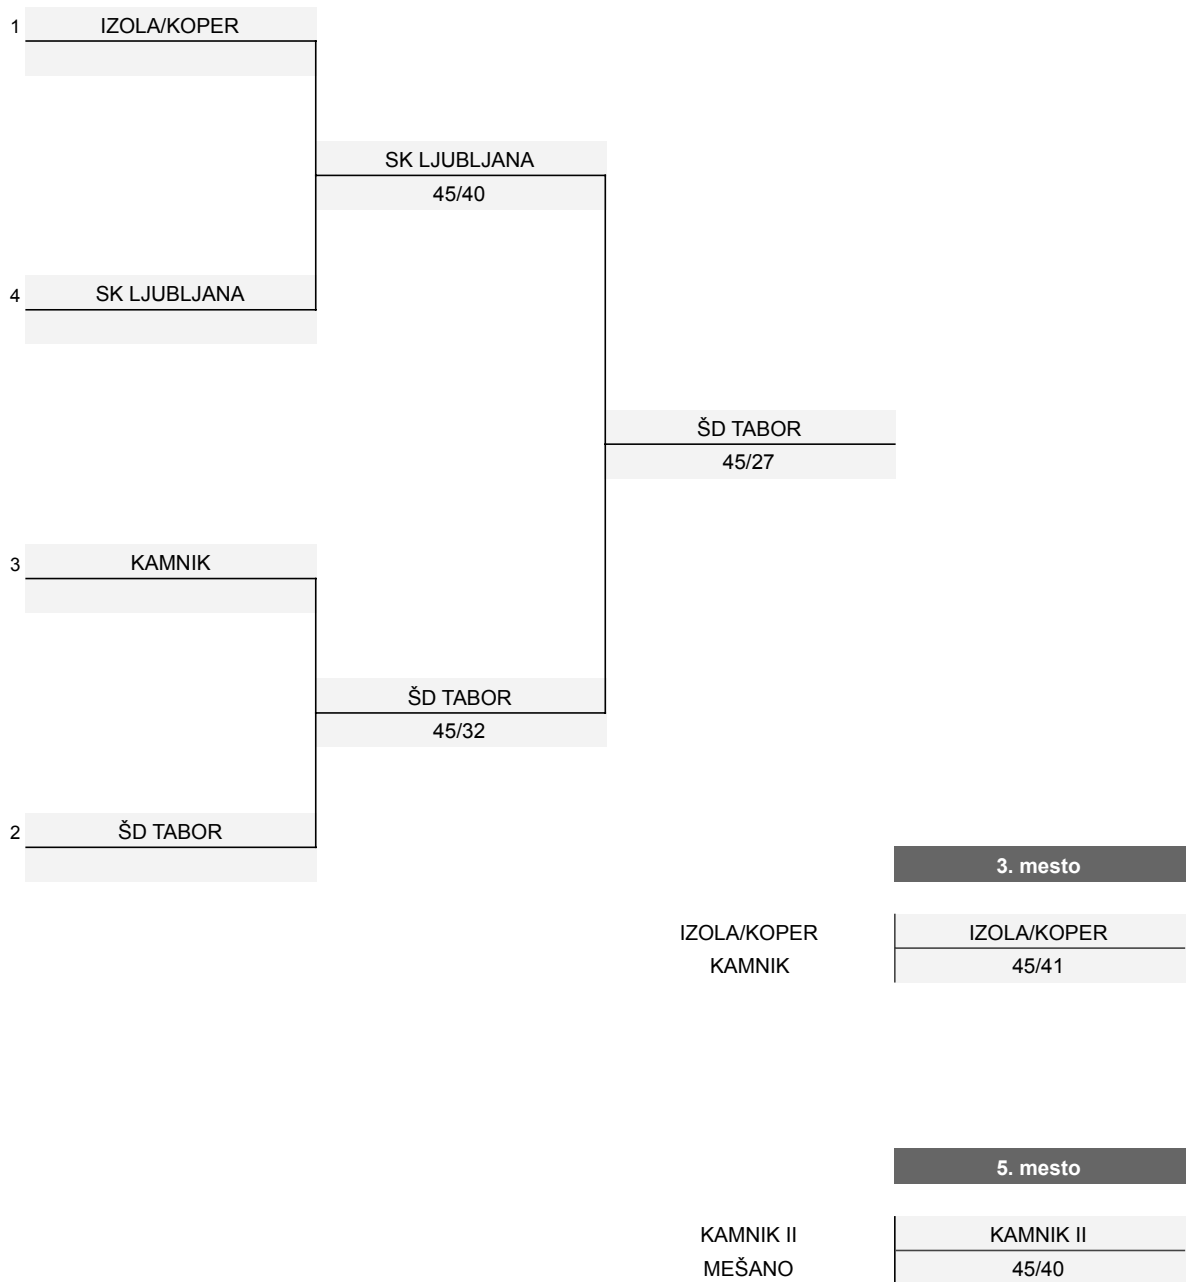 1 IZOLA/KOPER
SK LJUBLJANA
45/40
4 SK LJUBLJANA
ŠD TABOR
45/27
3 KAMNIK
ŠD TABOR
45/32
2 ŠD TABOR
3. mesto
IZOLA/KOPER IZOLA/KOPER
KAMNIK 45/41
5. mesto
KAMNIK II KAMNIK II
MEŠANO 45/40